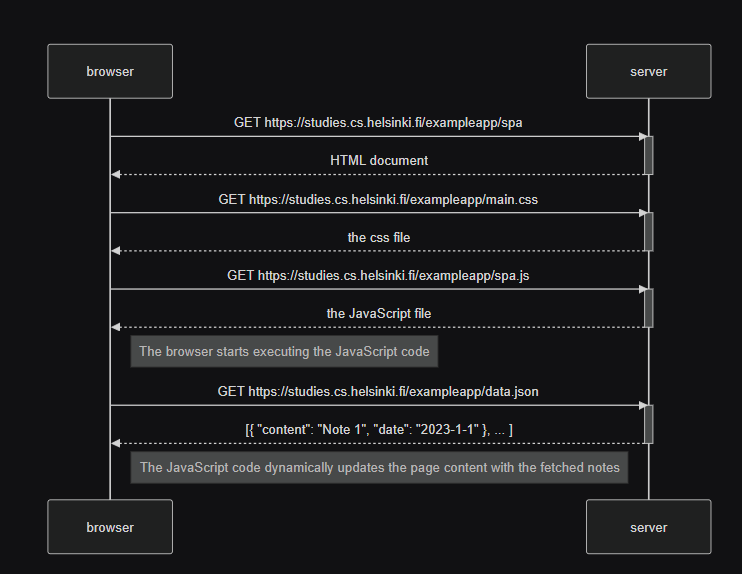 browser
server
GET https://studies.cs.helsinki.fi/exampleapp/spa
HTML document
GET https://studies.cs.helsinki.fi/exampleapp/main.css
the css file
GET https://studies.cs.helsinki.fi/exampleapp/spa.js
the JavaScript file
The browser starts executing the JavaScript code
GET https://studies.cs.helsinki.fi/exampleapp/data.json
[{ "content": "Note 1", "date": "2023-1-1" }, ... ]
The JavaScript code dynamically updates the page content with the fetched notes
browser
server